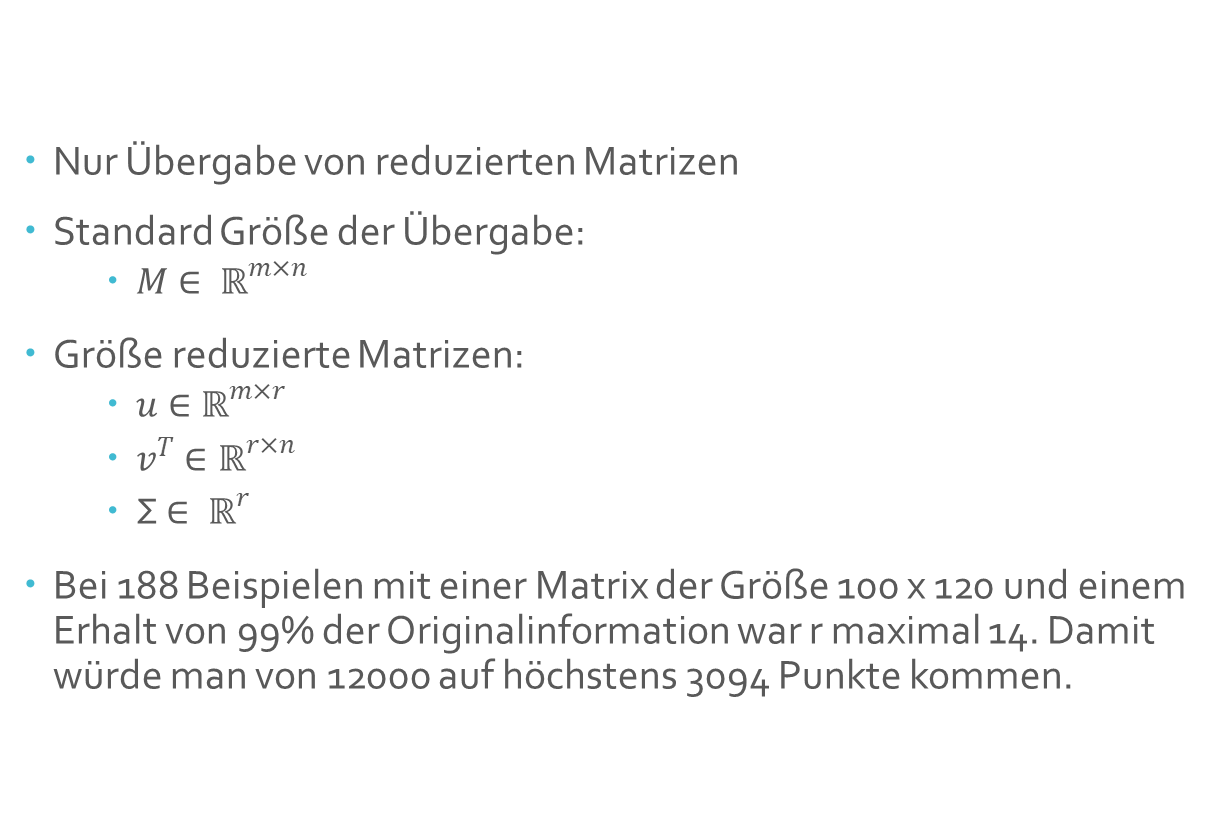 • Nur Übergabe von reduzierten Matrizen
• Standard Größe der Übergabe:
• M ∈ ℝ^{m×n}
• Größe reduzierte Matrizen:
• u ∈ ℝ^{m×r}
• v^T ∈ ℝ^{r×n}
• Σ ∈ ℝ^r
• Bei 188 Beispielen mit einer Matrix der Größe 100 x 120 und einem
Erhalt von 99% der Originalinformation war r maximal 14. Damit
würde man von 12000 auf höchstens 3094 Punkte kommen.